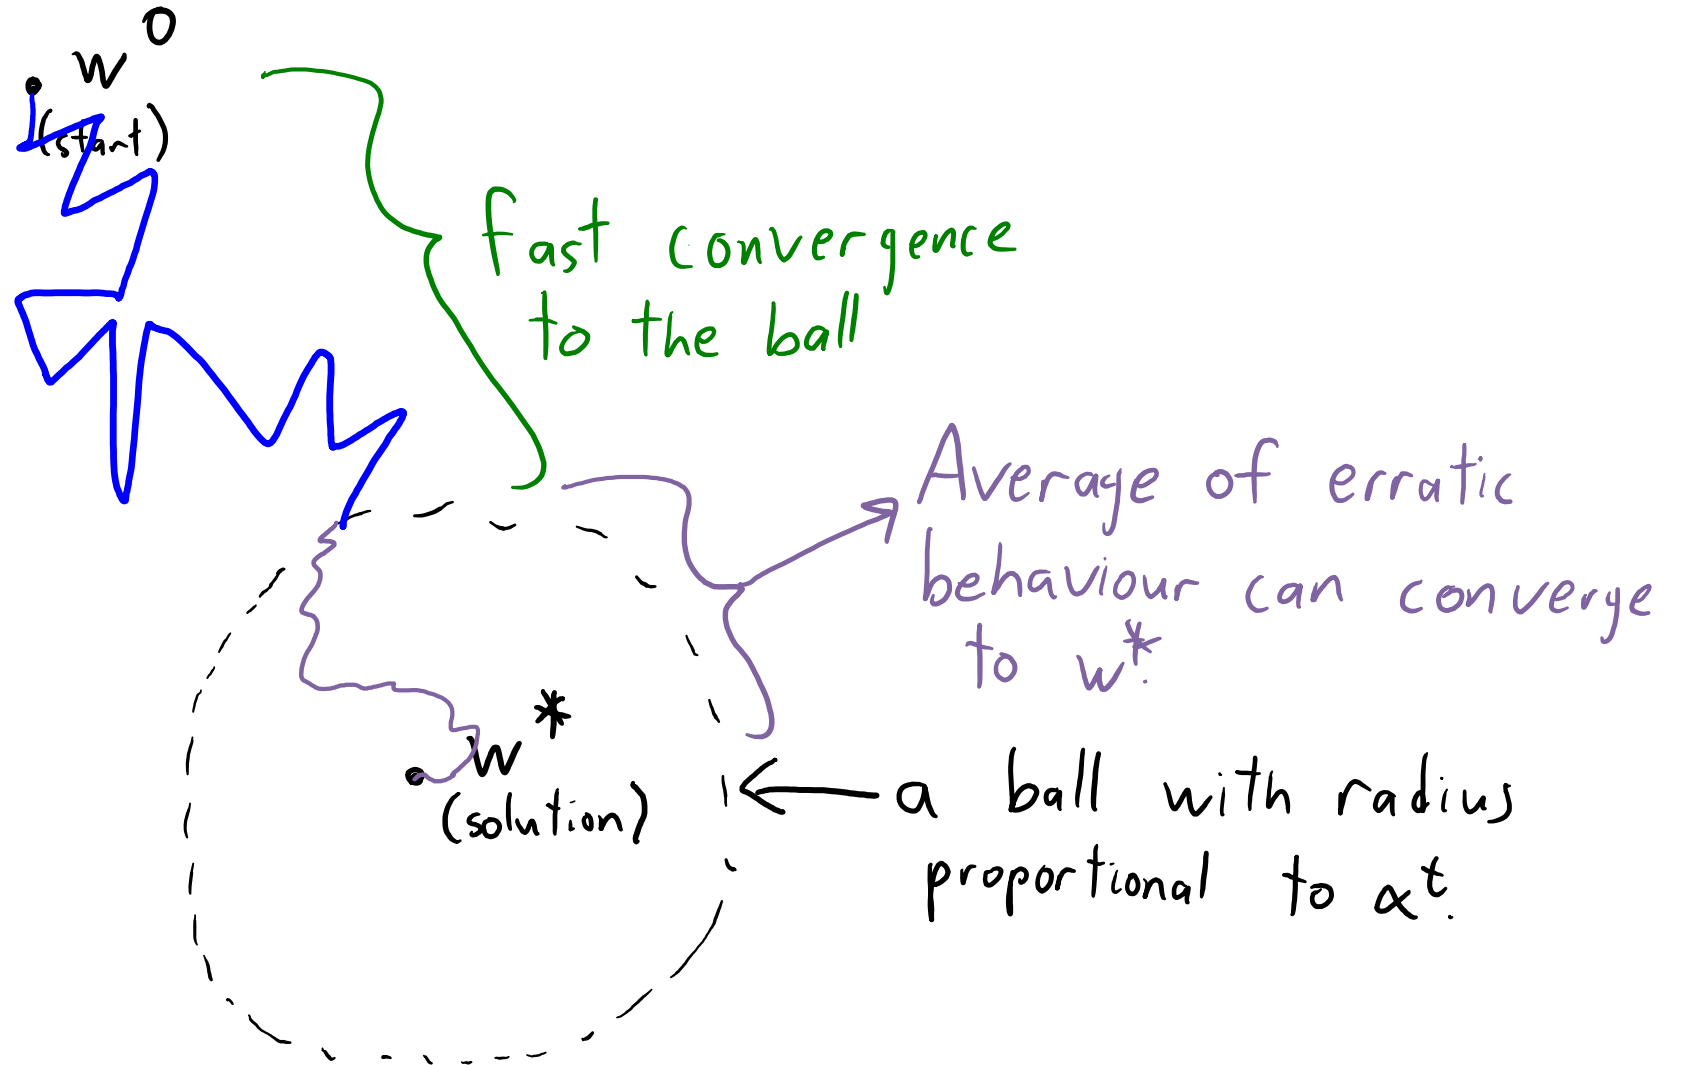 w⁰
(start)
fast convergence
to the ball
Average of erratic
behaviour can converge
to w*.
w*
(solution)
a ball with radius
proportional to αᵗ.